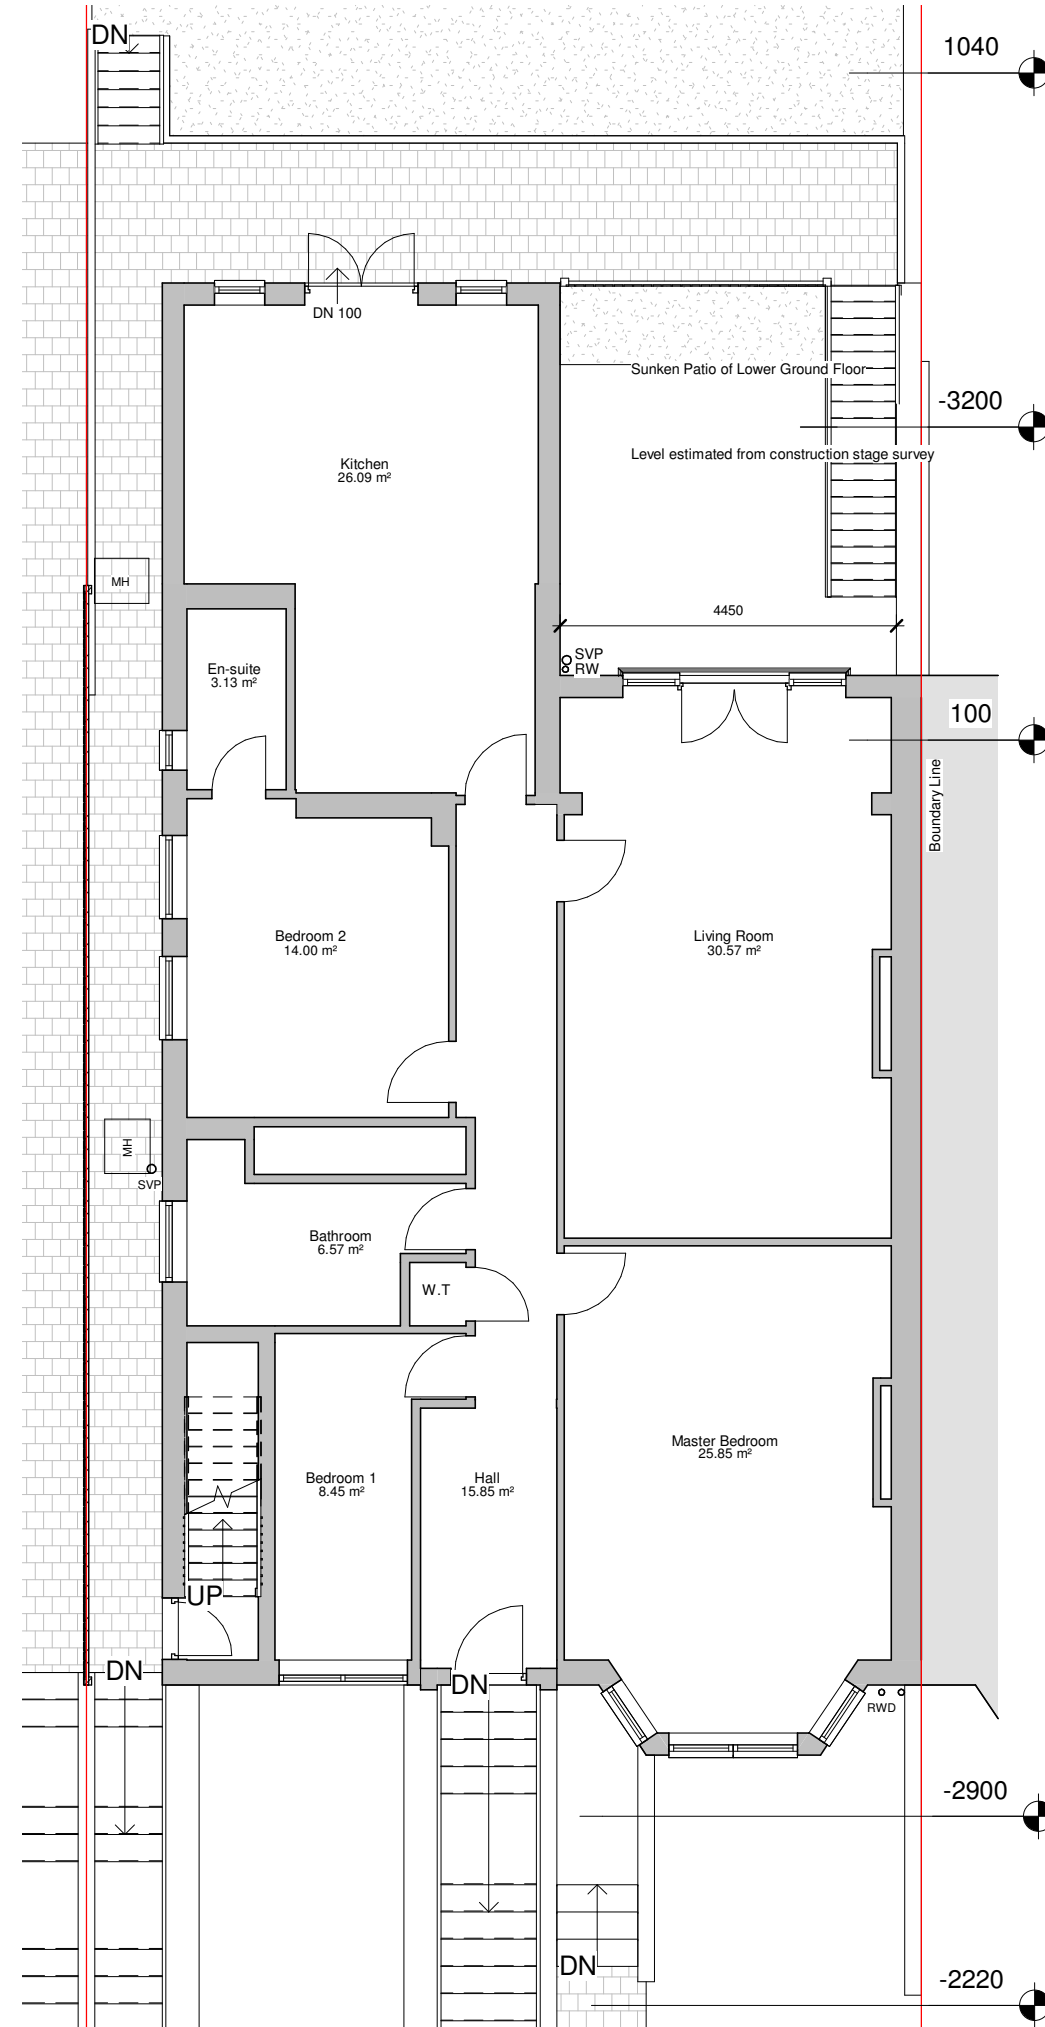 DN
1040
DN 100
Sunken Patio of Lower Ground Floor
-3200
Level estimated from construction stage survey
Kitchen
26.09 m²
MH
4450
SVP
RW
En-suite
3.13 m²
100
Boundary Line
Bedroom 2
14.00 m²
Living Room
30.57 m²
MH
SVP
Bathroom
6.57 m²
W.T
Master Bedroom
25.85 m²
Bedroom 1
8.45 m²
Hall
15.85 m²
UP
DN
DN
RWD
-2900
DN
-2220